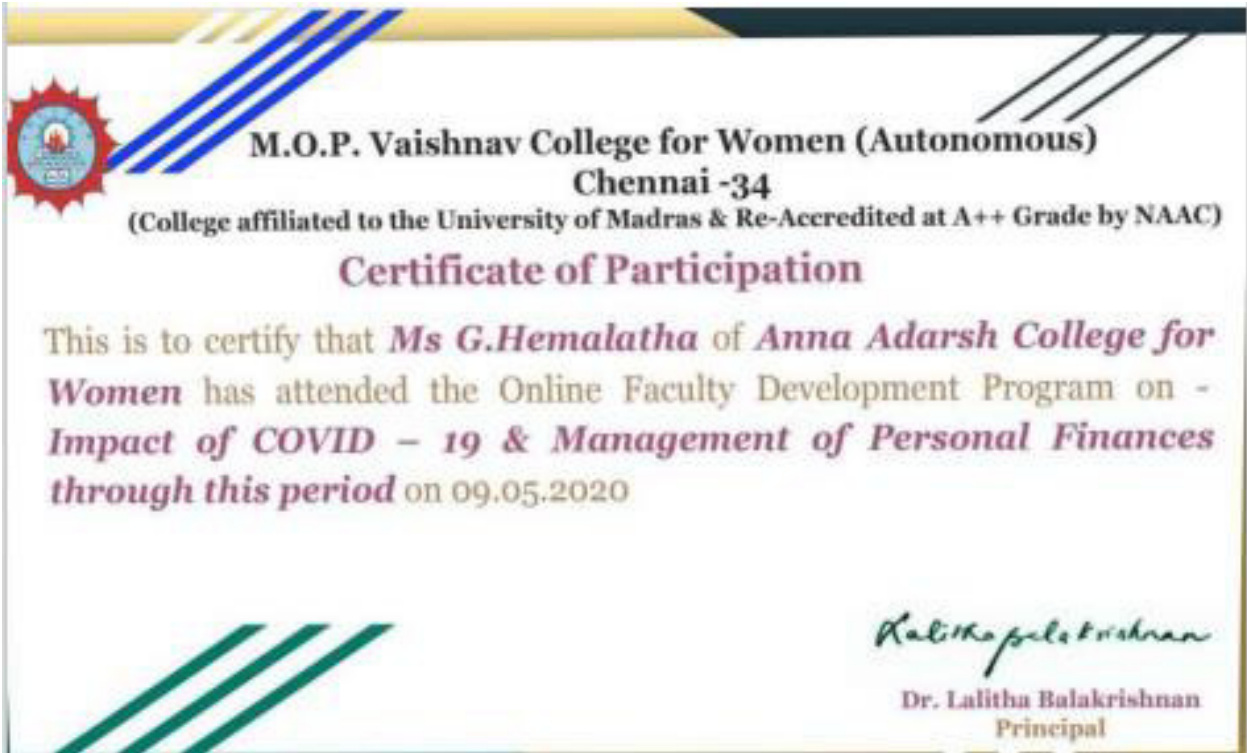 M.O.P. Vaishnav College for Women (Autonomous)
Chennai -34
(College affiliated to the University of Madras & Re-Accredited at A++ Grade by NAAC)
Certificate of Participation
This is to certify that Ms G.Hemalatha of Anna Adarsh College for
Women has attended the Online Faculty Development Program on -
Impact of COVID – 19 & Management of Personal Finances
through this period on 09.05.2020
Lalitha Balakrishnan
Dr. Lalitha Balakrishnan
Principal